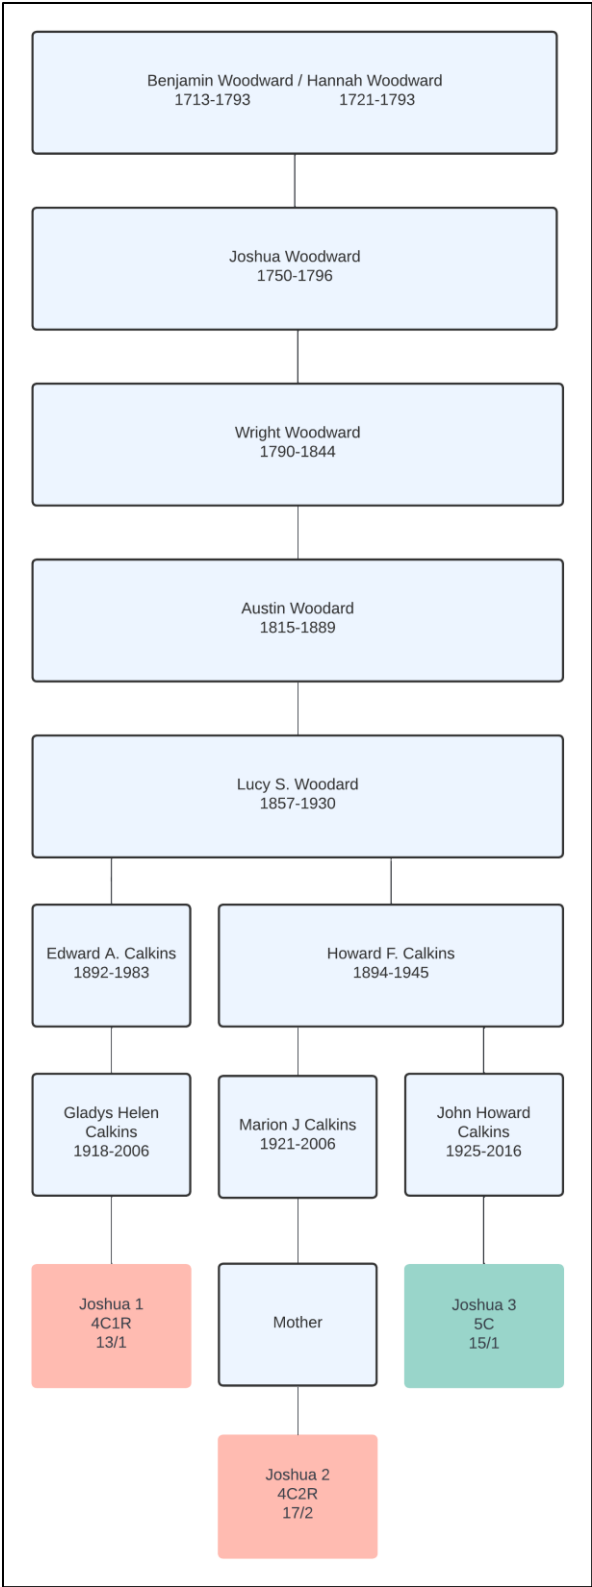 Benjamin Woodward / Hannah Woodward
1713-1793 1721-1793
Joshua Woodward
1750-1796
Wright Woodward
1790-1844
Austin Woodard
1815-1889
Lucy S. Woodard
1857-1930
Edward A. Calkins
1892-1983
Howard F. Calkins
1894-1945
Gladys Helen
Calkins
1918-2006
Marion J Calkins
1921-2006
John Howard
Calkins
1925-2016
Joshua 1
4C1R
13/1
Mother
Joshua 3
5C
15/1
Joshua 2
4C2R
17/2